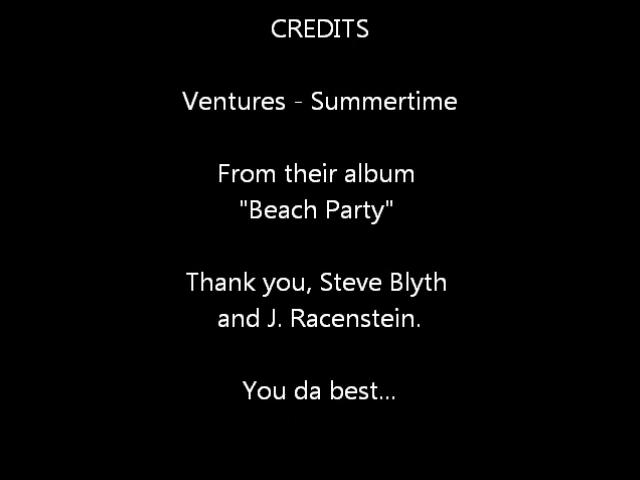 CREDITS
Ventures - Summertime
From their album
"Beach Party"
Thank you, Steve Blyth
and J. Racenstein.
You da best...